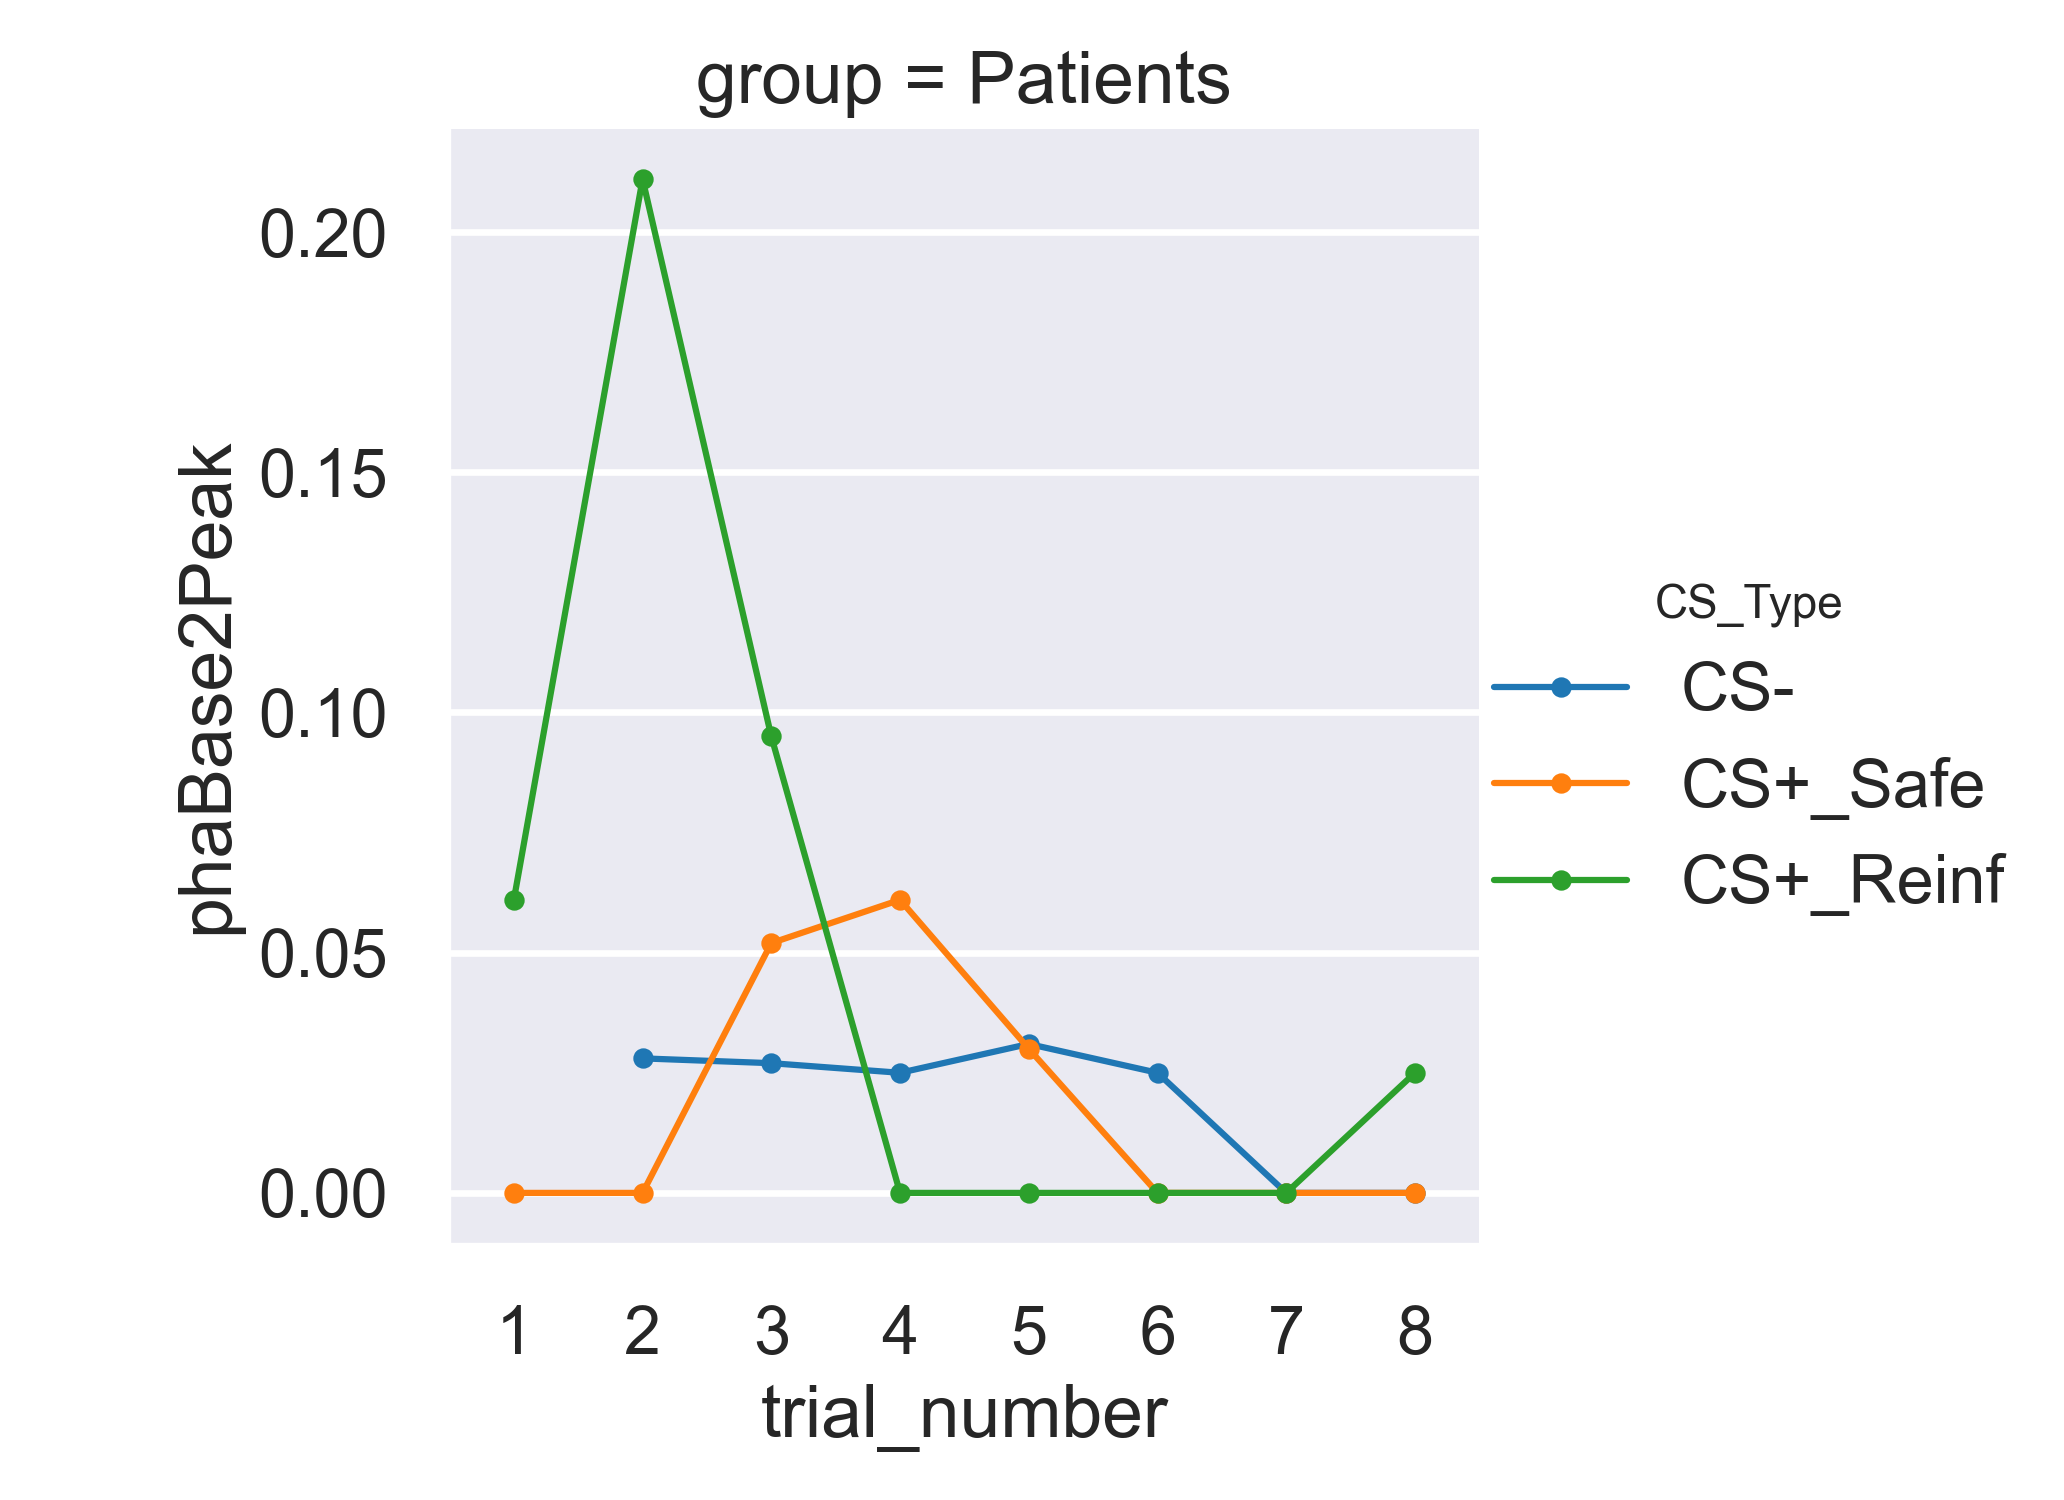 group = Patients
0.20
0.15
0.10
0.05
0.00
phaBase2Peak
1 2 3 4 5 6 7 8
trial_number
CS_Type
CS-
CS+_Safe
CS+_Reinf